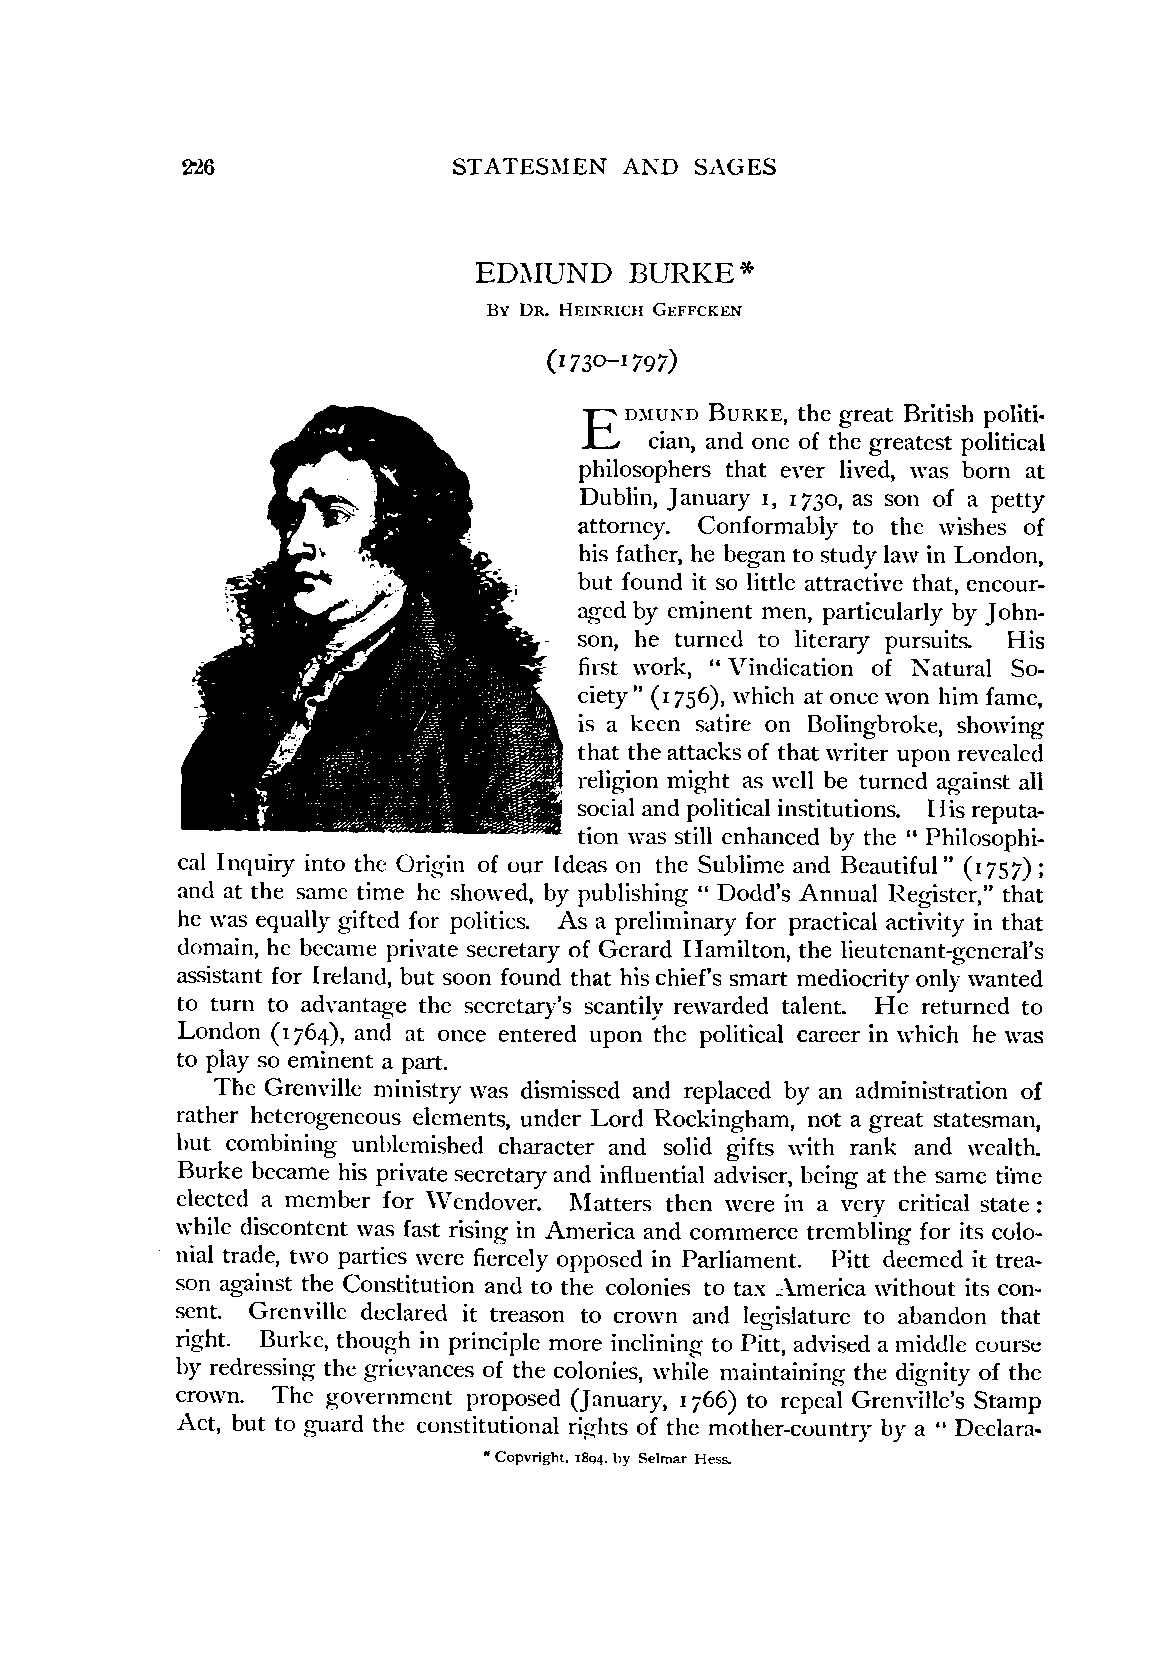 226 STATESMEN AND SAGES
EDMUND BURKE*
BY DR. HEINRICH GEFFCKEN
(1730–1797)
EDMUND BURKE, the great British politi-
cian, and one of the greatest political
philosophers that ever lived, was born at
Dublin, January 1, 1730, as son of a petty
attorney. Conformably to the wishes of
his father, he began to study law in London,
but found it so little attractive that, encour-
aged by eminent men, particularly by John-
son, he turned to literary pursuits. His
first work, “ Vindication of Natural So-
ciety” (1756), which at once won him fame,
is a keen satire on Bolingbroke, showing
that the attacks of that writer upon revealed
religion might as well be turned against all
social and political institutions. His reputa-
tion was still enhanced by the “ Philosophi-
cal Inquiry into the Origin of our Ideas on the Sublime and Beautiful” (1757);
and at the same time he showed, by publishing “ Dodd’s Annual Register,” that
he was equally gifted for politics. As a preliminary for practical activity in that
domain, he became private secretary of Gerard Hamilton, the lieutenant-general’s
assistant for Ireland, but soon found that his chief’s smart mediocrity only wanted
to turn to advantage the secretary’s scantily rewarded talent. He returned to
London (1764), and at once entered upon the political career in which he was
to play so eminent a part.
The Grenville ministry was dismissed and replaced by an administration of
rather heterogeneous elements, under Lord Rockingham, not a great statesman,
but combining unblemished character and solid gifts with rank and wealth.
Burke became his private secretary and influential adviser, being at the same time
elected a member for Wendover. Matters then were in a very critical state:
while discontent was fast rising in America and commerce trembling for its colo-
nial trade, two parties were fiercely opposed in Parliament. Pitt deemed it trea-
son against the Constitution and to the colonies to tax America without its con-
sent. Grenville declared it treason to crown and legislature to abandon that
right. Burke, though in principle more inclining to Pitt, advised a middle course
by redressing the grievances of the colonies, while maintaining the dignity of the
crown. The government proposed (January, 1766) to repeal Grenville’s Stamp
Act, but to guard the constitutional rights of the mother-country by a “ Declara-
* Copyright, 1894, by Selmar Hess.